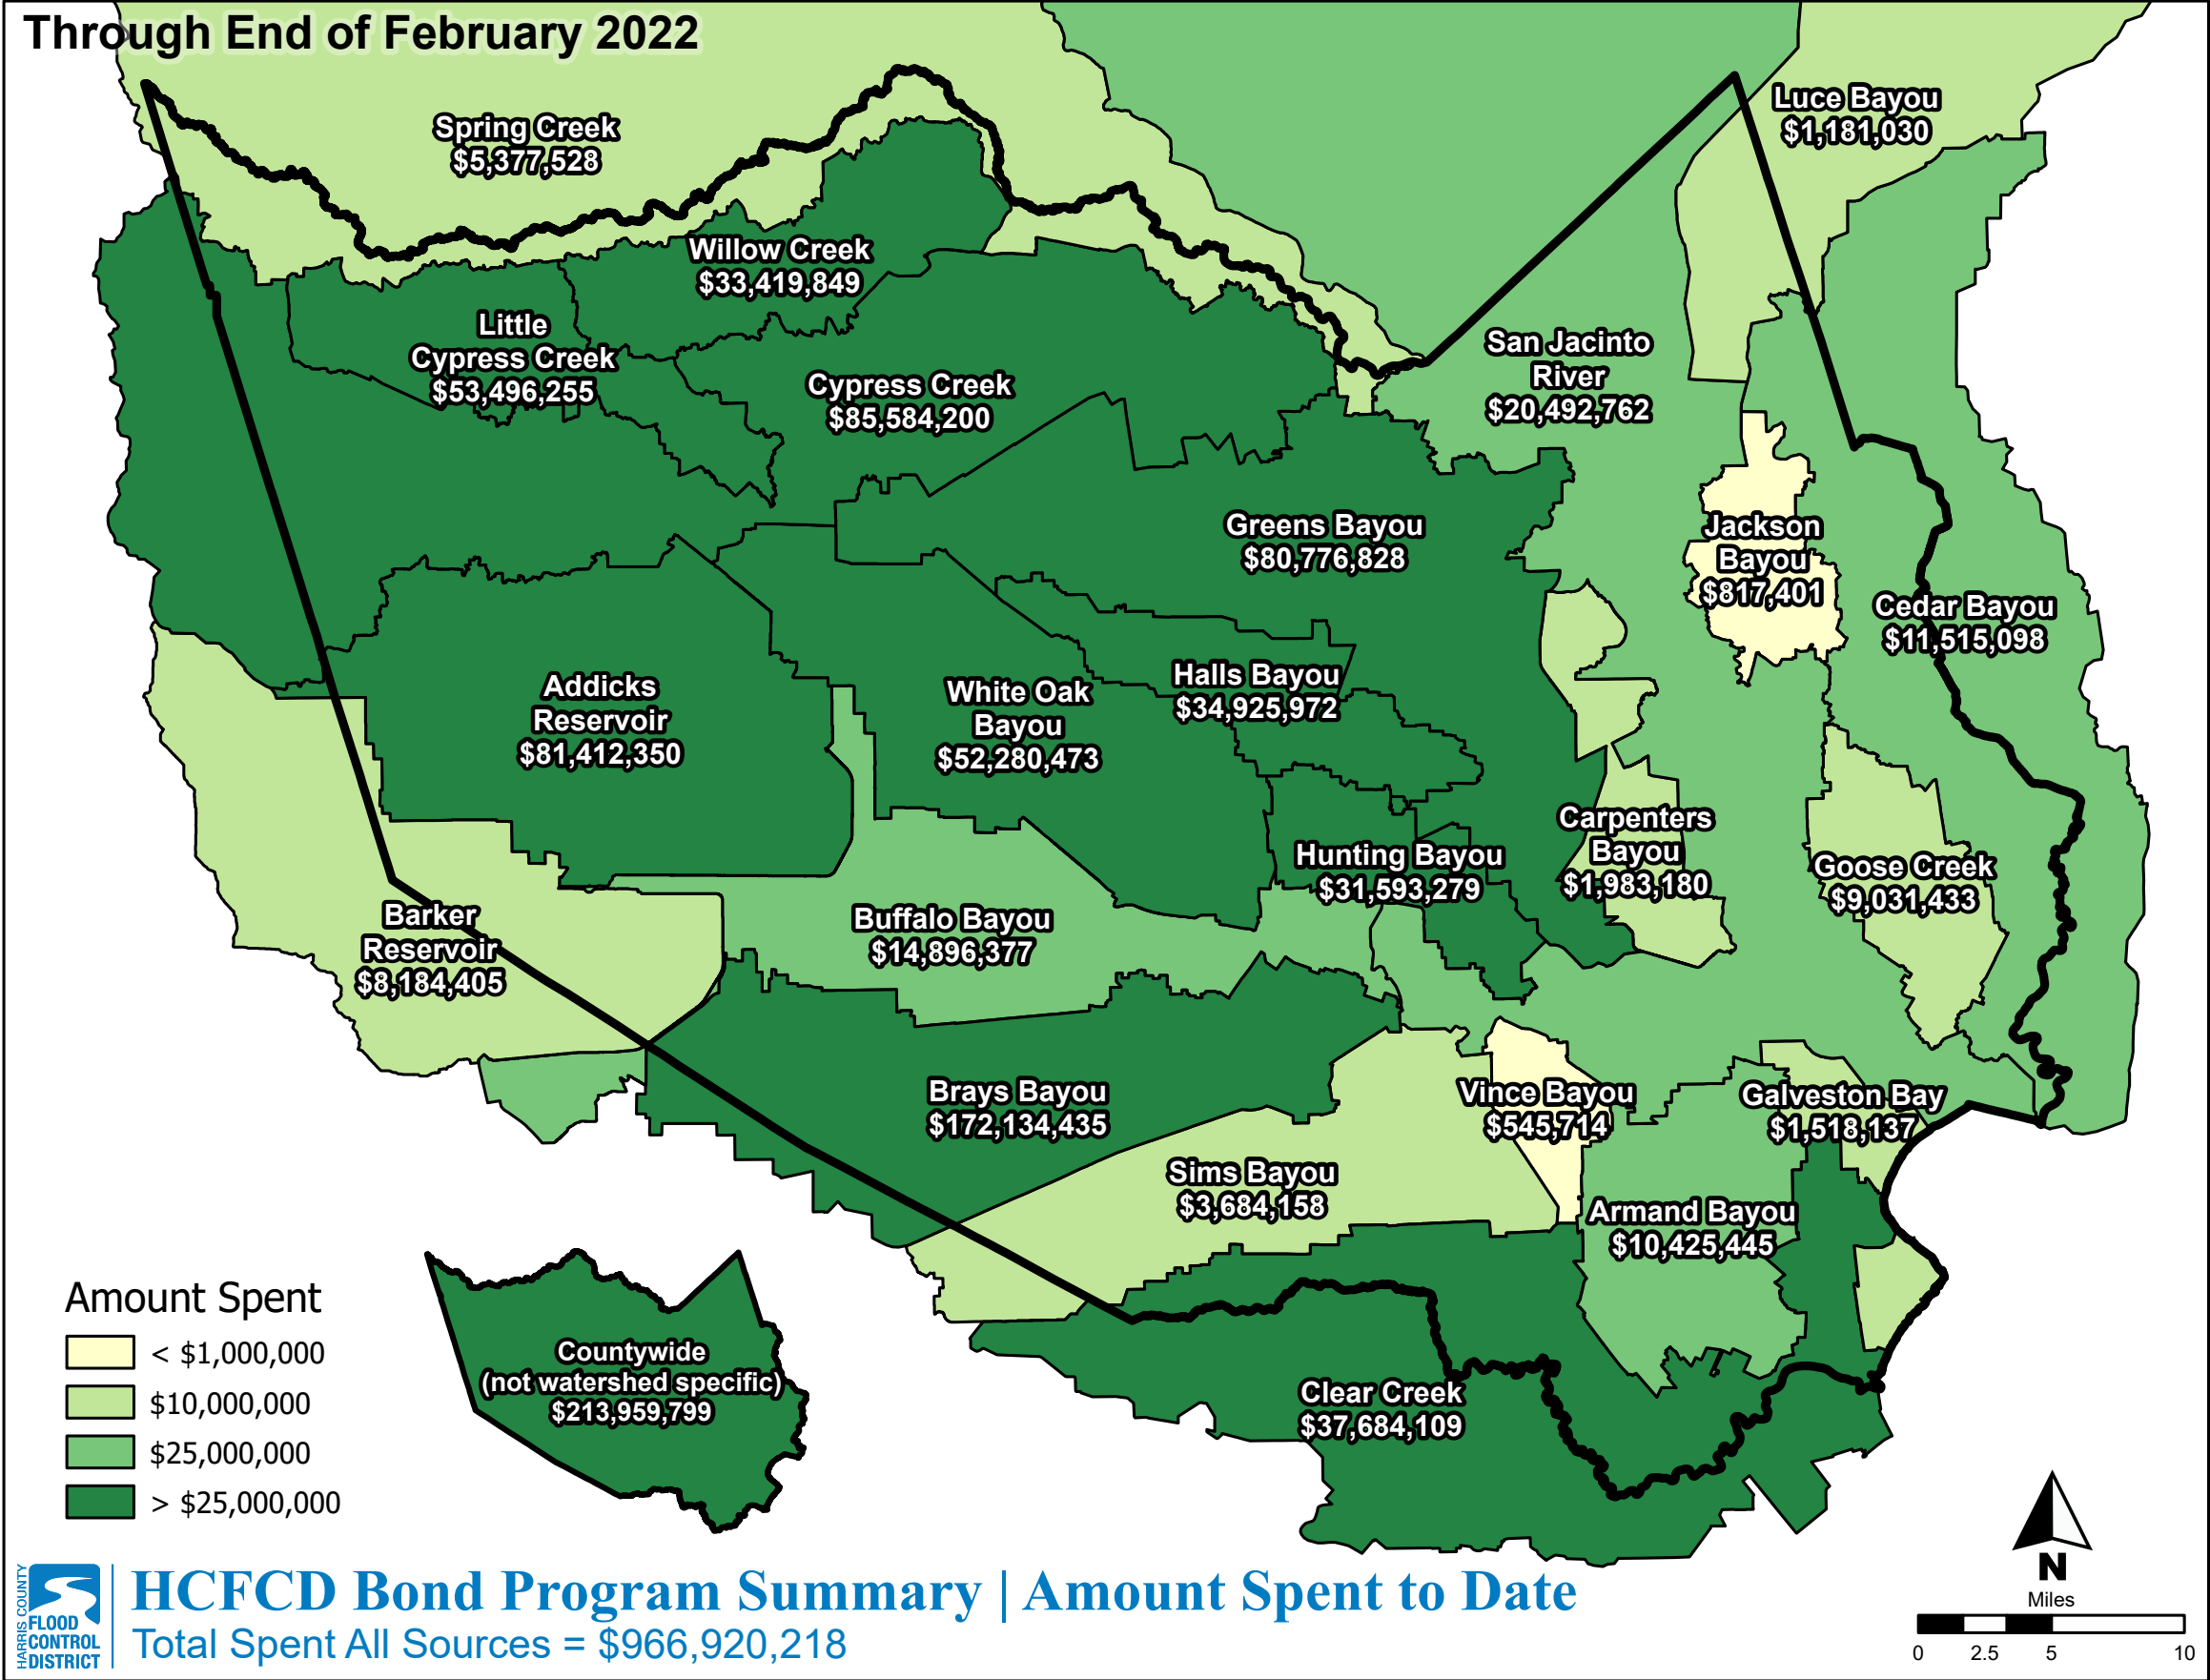 Through End of February 2022
Luce Bayou
$1,181,030
Spring Creek
$5,377,528
Willow Creek
$33,419,849
Little
Cypress Creek
$53,496,255
San Jacinto
River
$20,492,762
Cypress Creek
$85,584,200
Greens Bayou
$80,776,828
Jackson
Bayou
$817,401
Cedar Bayou
$11,515,098
Addicks
Reservoir
$81,412,350
White Oak
Bayou
$52,280,473
Halls Bayou
$34,925,972
Carpenters
Bayou
$1,983,180
Hunting Bayou
$31,593,279
Goose Creek
$9,031,433
Barker
Reservoir
$8,184,405
Buffalo Bayou
$14,896,377
Brays Bayou
$172,134,435
Vince Bayou
$545,714
Galveston Bay
$1,518,137
Sims Bayou
$3,684,158
Armand Bayou
$10,425,445
Clear Creek
$37,684,109
Amount Spent
< $1,000,000
$10,000,000
$25,000,000
> $25,000,000
Countywide
(not watershed specific)
$213,959,799
N
Miles
0 2.5 5 10
HARRIS COUNTY
FLOOD
CONTROL
DISTRICT
HCFCD Bond Program Summary | Amount Spent to Date
Total Spent All Sources = $966,920,218